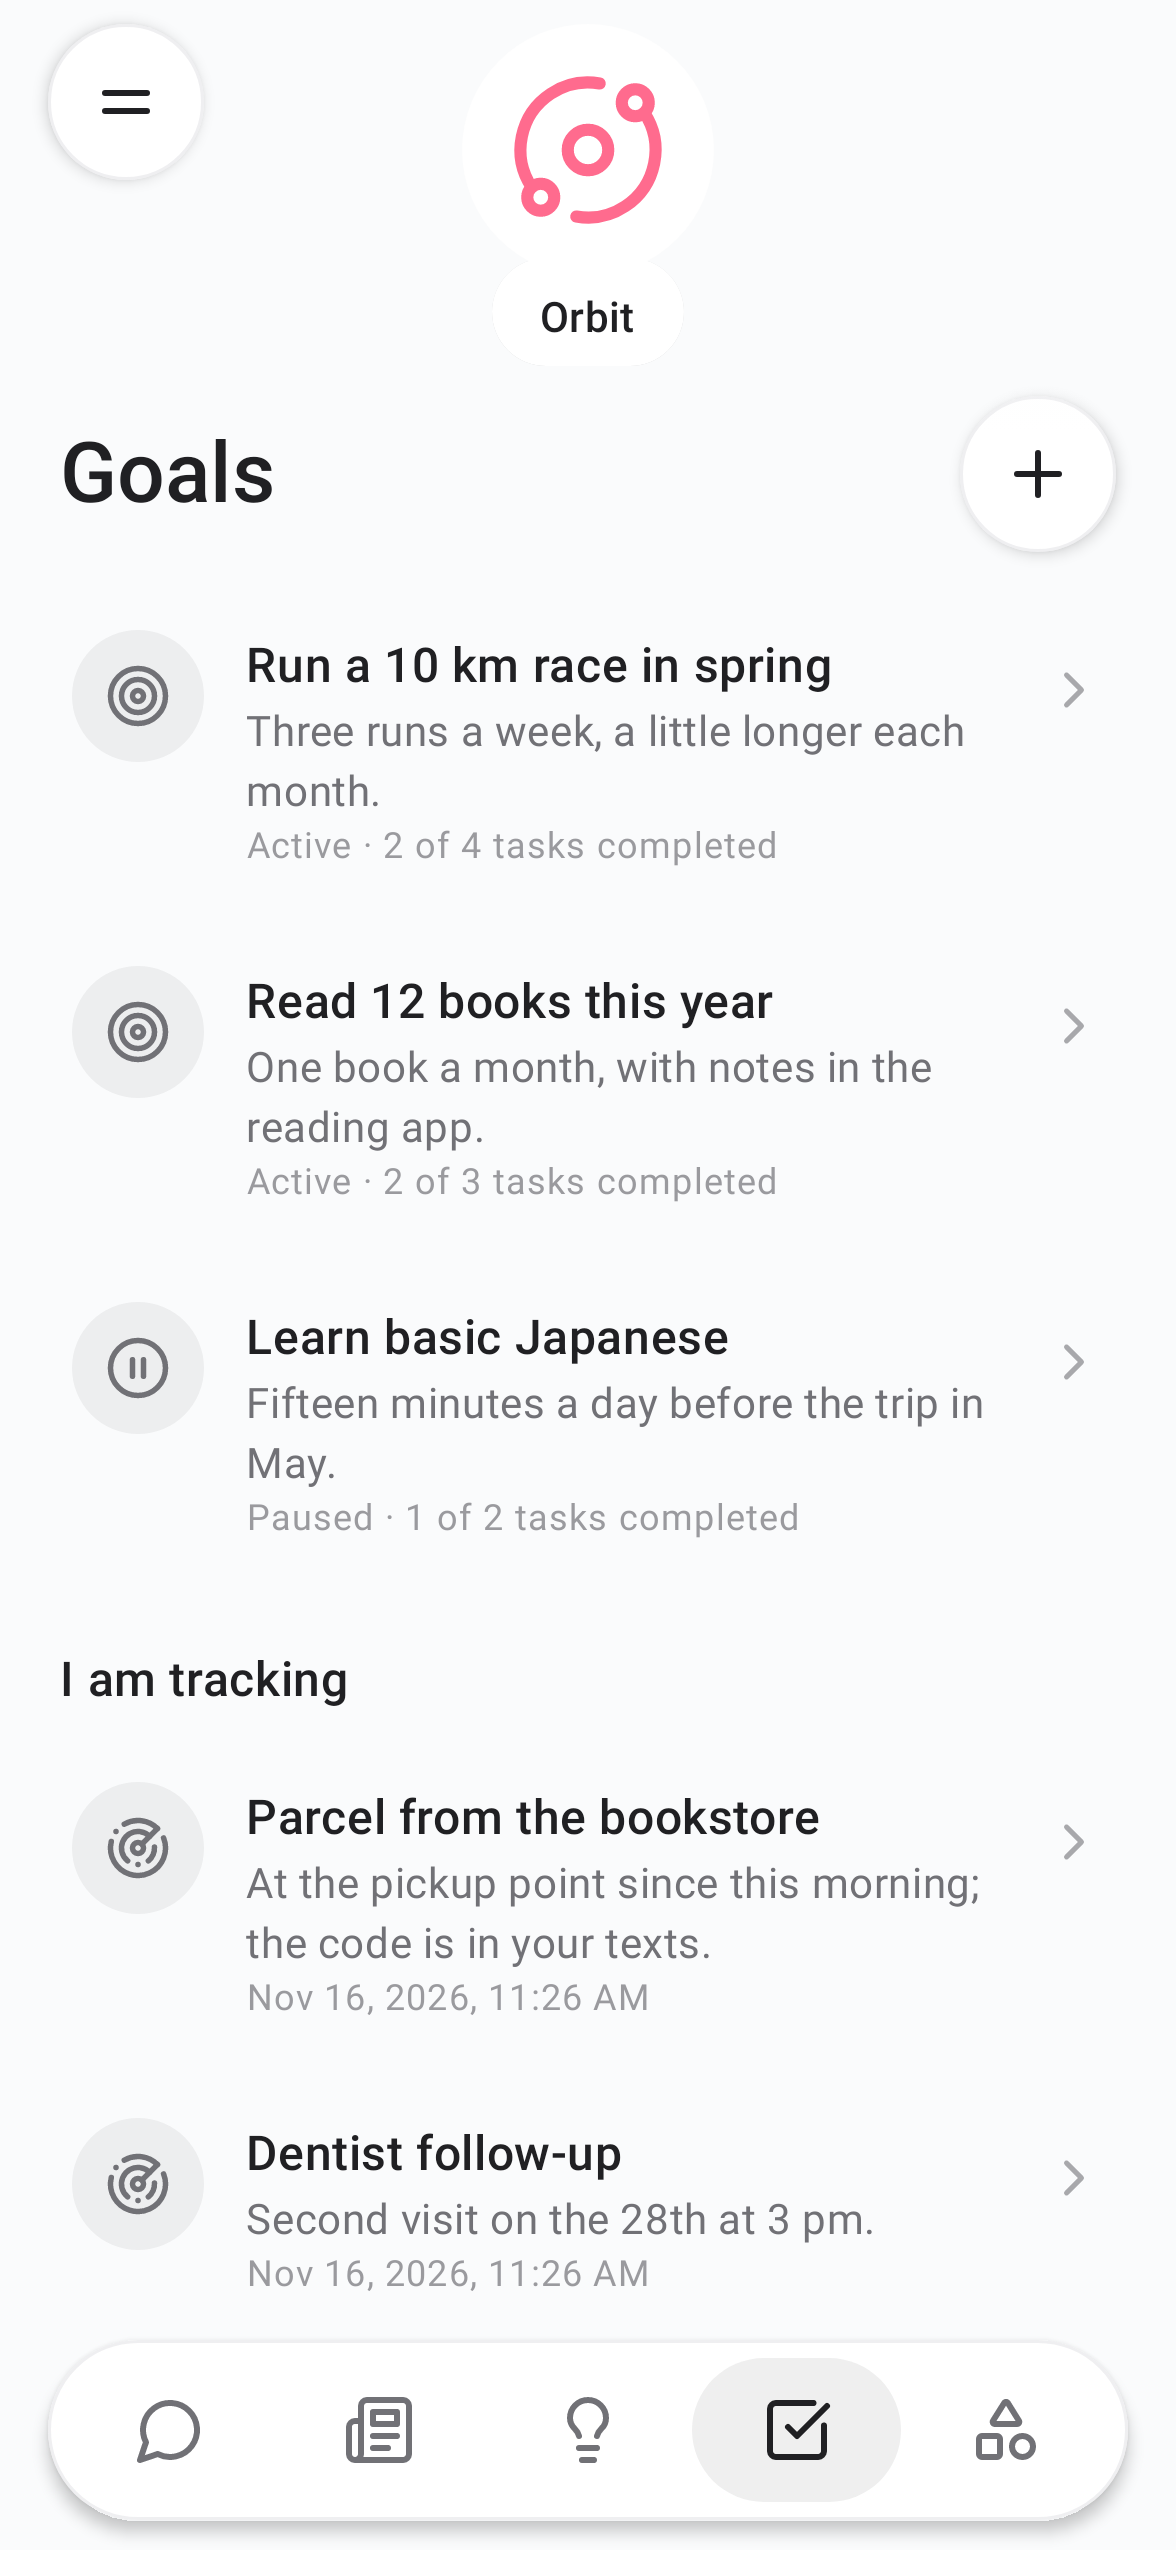 Orbit
Goals
Run a 10 km race in spring
Three runs a week, a little longer each
month.
Active · 2 of 4 tasks completed
Read 12 books this year
One book a month, with notes in the
reading app.
Active · 2 of 3 tasks completed
Learn basic Japanese
Fifteen minutes a day before the trip in
May.
Paused · 1 of 2 tasks completed
I am tracking
Parcel from the bookstore
At the pickup point since this morning;
the code is in your texts.
Nov 16, 2026, 11:26 AM
Dentist follow-up
Second visit on the 28th at 3 pm.
Nov 16, 2026, 11:26 AM